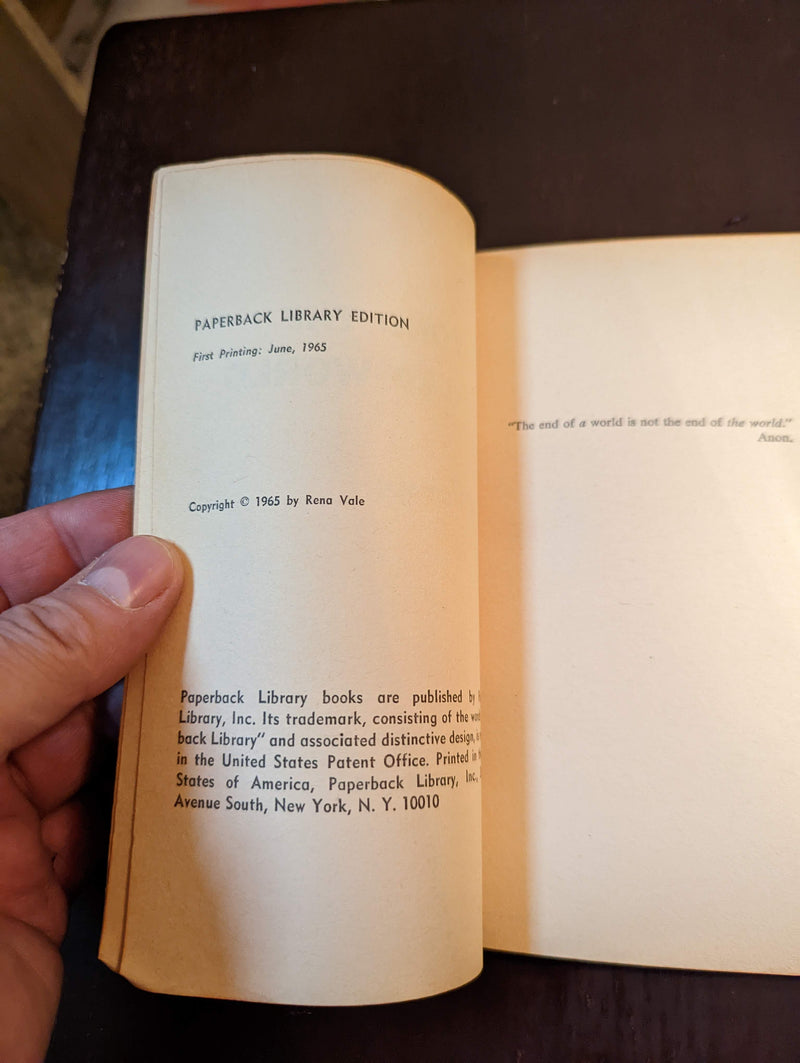 PAPERBACK LIBRARY EDITION
First Printing: June, 1965
Copyright © 1965 by Rena Vale
Paperback Library books are published by
Library, Inc. Its trademark, consisting of the
back Library" and associated distinctive design,
in the United States Patent Office. Printed in
States of America, Paperback Library, Inc.,
Avenue South, New York, N. Y. 10010
"The end of a world is not the end of the world."
Anon.